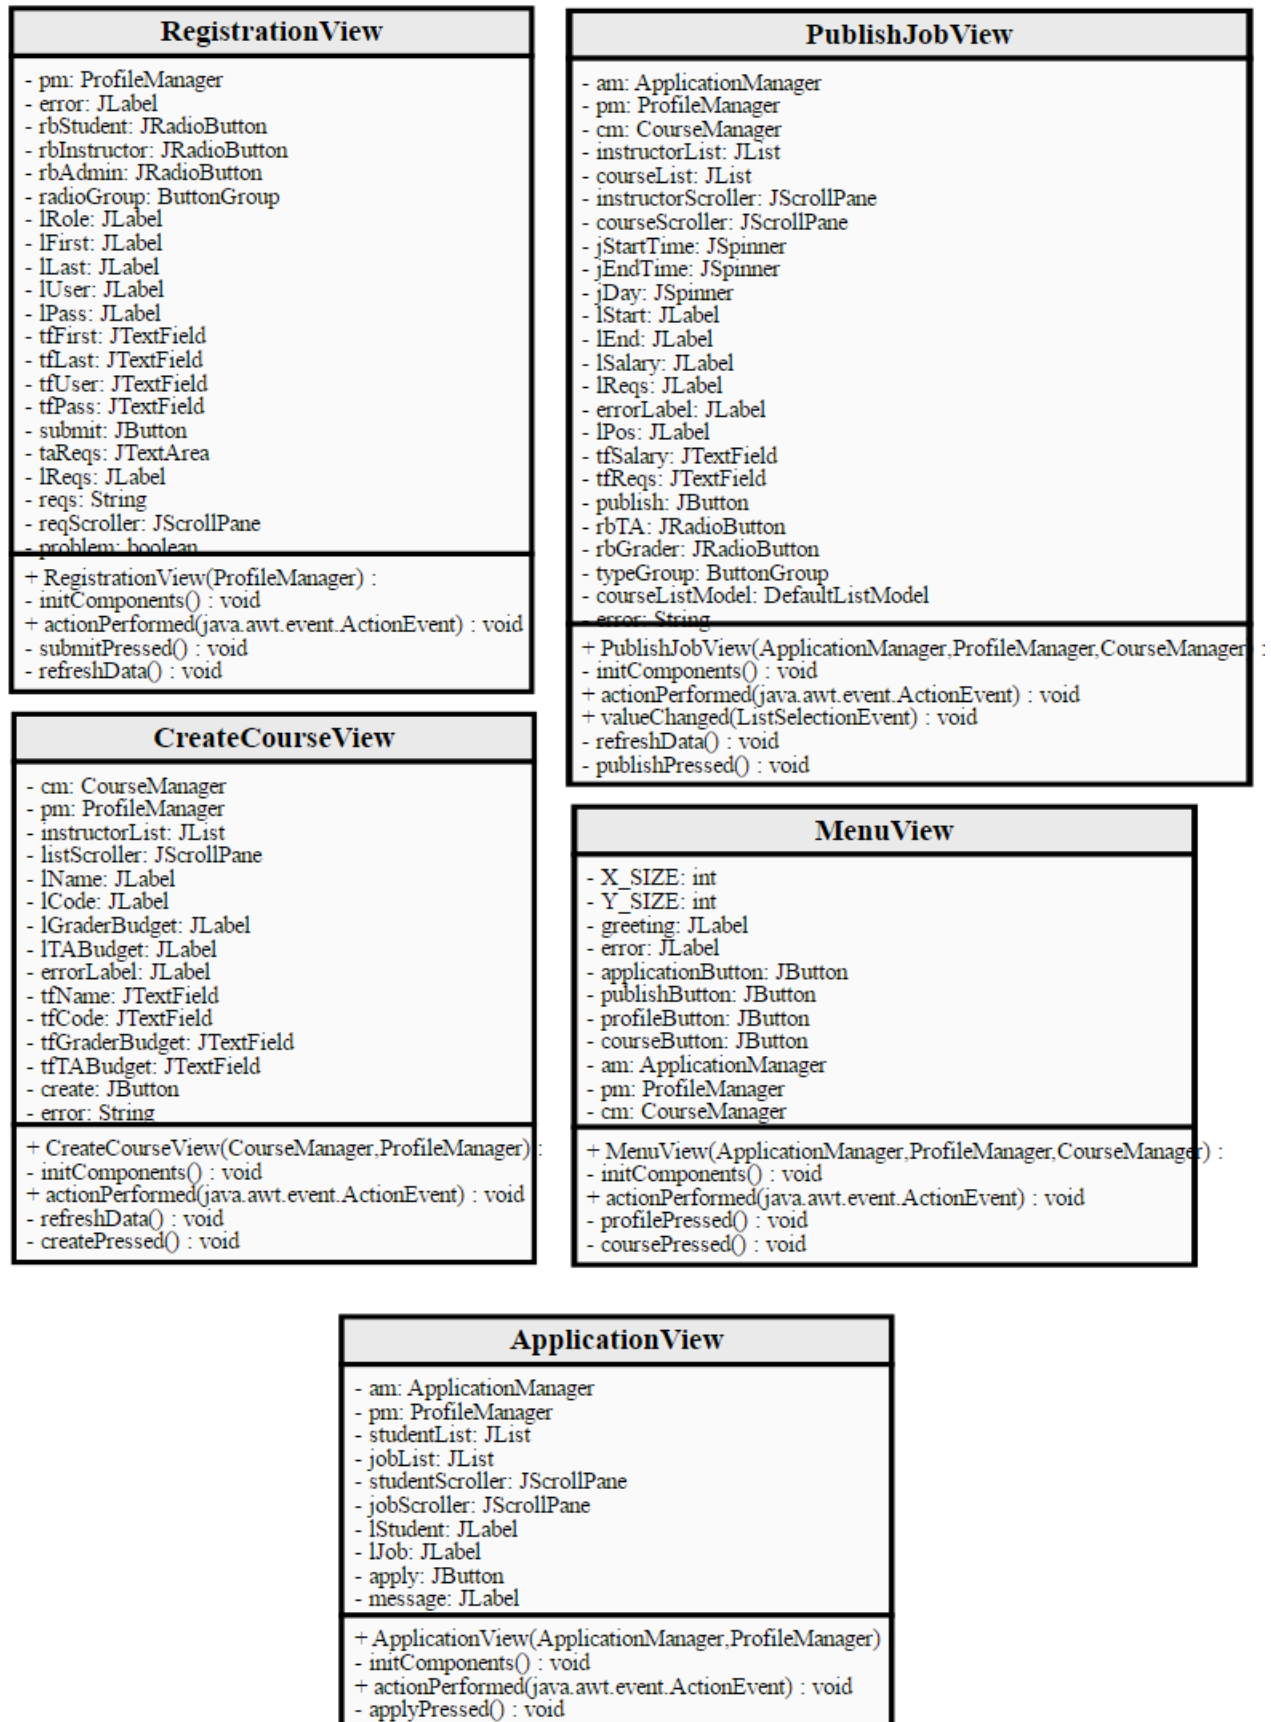 RegistrationView
- pm: ProfileManager
- error: JLabel
- rbStudent: JRadioButton
- rbInstructor: JRadioButton
- rbAdmin: JRadioButton
- radioGroup: ButtonGroup
- lRole: JLabel
- lFirst: JLabel
- lLast: JLabel
- lUser: JLabel
- lPass: JLabel
- tfFirst: JTextField
- tfLast: JTextField
- tfUser: JTextField
- tfPass: JTextField
- submit: JButton
- taReqs: JTextArea
- lReqs: JLabel
- reqs: String
- reqScroller: JScrollPane
- problem: boolean
+ RegistrationView(ProfileManager) :
- initComponents() : void
+ actionPerformed(java.awt.event.ActionEvent) : void
- submitPressed() : void
- refreshData() : void
PublishJobView
- am: ApplicationManager
- pm: ProfileManager
- cm: CourseManager
- instructorList: JList
- courseList: JList
- instructorScroller: JScrollPane
- courseScroller: JScrollPane
- jStartTime: JSpinner
- jEndTime: JSpinner
- jDay: JSpinner
- lStart: JLabel
- lEnd: JLabel
- lSalary: JLabel
- lReqs: JLabel
- errorLabel: JLabel
- lPos: JLabel
- tfSalary: JTextField
- tfReqs: JTextField
- publish: JButton
- rbTA: JRadioButton
- rbGrader: JRadioButton
- typeGroup: ButtonGroup
- courseListModel: DefaultListModel
- error: String
+ PublishJobView(ApplicationManager,ProfileManager,CourseManager) :
- initComponents() : void
+ actionPerformed(java.awt.event.ActionEvent) : void
+ valueChanged(ListSelectionEvent) : void
- refreshData() : void
- publishPressed() : void
CreateCourseView
- cm: CourseManager
- pm: ProfileManager
- instructorList: JList
- listScroller: JScrollPane
- lName: JLabel
- lCode: JLabel
- lGraderBudget: JLabel
- lTABudget: JLabel
- errorLabel: JLabel
- tfName: JTextField
- tfCode: JTextField
- tfGraderBudget: JTextField
- tfTABudget: JTextField
- create: JButton
- error: String
+ CreateCourseView(CourseManager,ProfileManager) :
- initComponents() : void
+ actionPerformed(java.awt.event.ActionEvent) : void
- refreshData() : void
- createPressed() : void
MenuView
- X_SIZE: int
- Y_SIZE: int
- greeting: JLabel
- error: JLabel
- applicationButton: JButton
- publishButton: JButton
- profileButton: JButton
- courseButton: JButton
- am: ApplicationManager
- pm: ProfileManager
- cm: CourseManager
+ MenuView(ApplicationManager,ProfileManager,CourseManager) :
- initComponents() : void
+ actionPerformed(java.awt.event.ActionEvent) : void
- profilePressed() : void
- coursePressed() : void
ApplicationView
- am: ApplicationManager
- pm: ProfileManager
- studentList: JList
- jobList: JList
- studentScroller: JScrollPane
- jobScroller: JScrollPane
- lStudent: JLabel
- lJob: JLabel
- apply: JButton
- message: JLabel
+ ApplicationView(ApplicationManager,ProfileManager)
- initComponents() : void
+ actionPerformed(java.awt.event.ActionEvent) : void
- applyPressed() : void